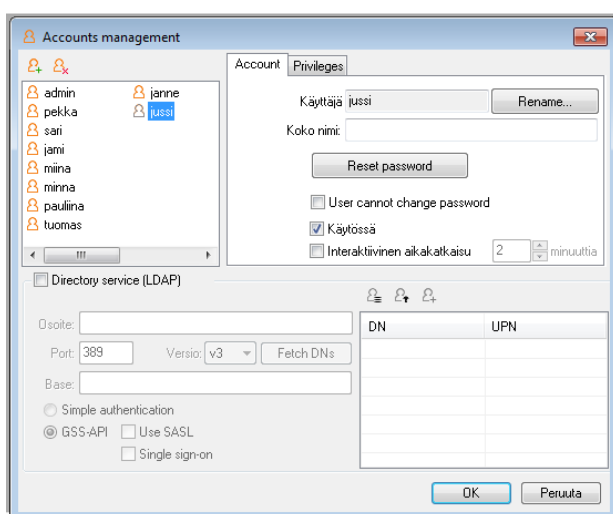 Accounts management
Account Privileges
admin janne
pekka jussi
sari
jami
miina
minna
pauliina
tuomas
Käyttäjä jussi Rename...
Koko nimi:
Reset password
User cannot change password
Käytössä
Interaktiivinen aikakatkaisu 2 minuuttia
Directory service (LDAP)
Osoite:
Port: 389 Versio: v3 Fetch DNs
Base:
Simple authentication
GSS-API Use SASL
Single sign-on
DN UPN
OK Peruuta